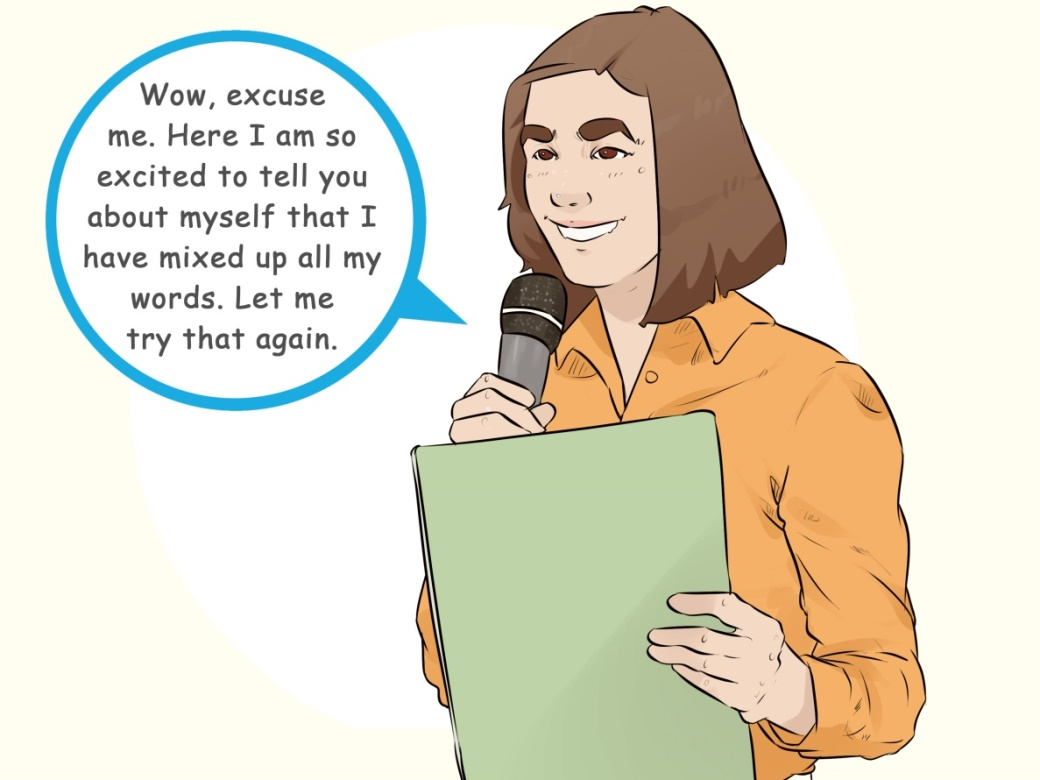 Wow, excuse
me. Here I am so
excited to tell you
about myself that I
have mixed up all my
words. Let me
try that again.